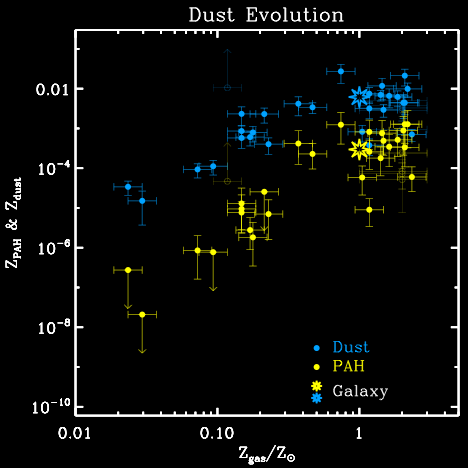 Dust Evolution
Z_PAH & Z_dust
0.01
10^-4
10^-6
10^-8
10^-10
Dust
PAH
Galaxy
0.01
0.10
1
Z_gas/Z_⊙